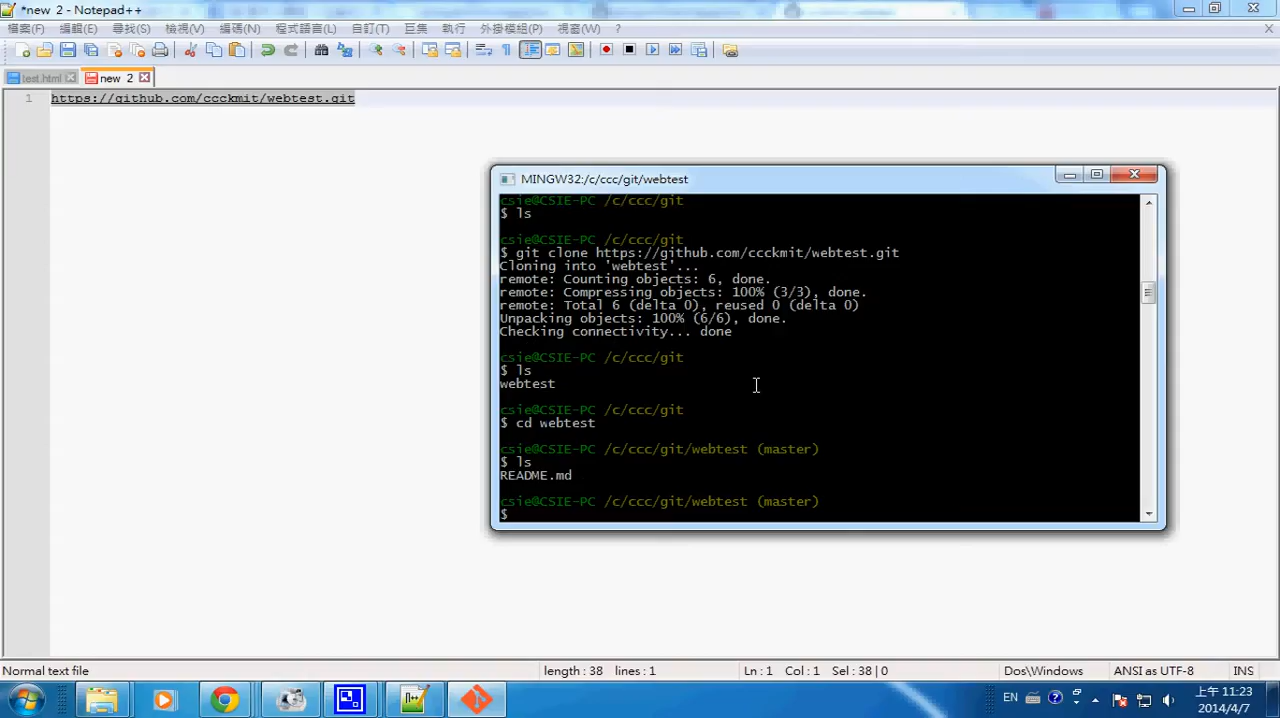 *new 2 - Notepad++
檔案(F) 編輯(E) 尋找(S) 檢視(V) 編碼(N) 程式語言(L) 自訂(T) 巨集 執行 外掛模組(P) 視窗(W) ?
test.html new 2
1 https://github.com/ccckmit/webtest.git
MINGW32:/c/ccc/git/webtest
csie@CSIE-PC /c/ccc/git
$ ls
csie@CSIE-PC /c/ccc/git
$ git clone https://github.com/ccckmit/webtest.git
Cloning into 'webtest'...
remote: Counting objects: 6, done.
remote: Compressing objects: 100% (3/3), done.
remote: Total 6 (delta 0), reused 0 (delta 0)
Unpacking objects: 100% (6/6), done.
Checking connectivity... done
csie@CSIE-PC /c/ccc/git
$ ls
webtest
csie@CSIE-PC /c/ccc/git
$ cd webtest
csie@CSIE-PC /c/ccc/git/webtest (master)
$ ls
README.md
csie@CSIE-PC /c/ccc/git/webtest (master)
$
Normal text file length : 38 lines : 1 Ln : 1 Col : 1 Sel : 38 | 0 Dos\Windows ANSI as UTF-8 INS
EN 上午 11:23
2014/4/7